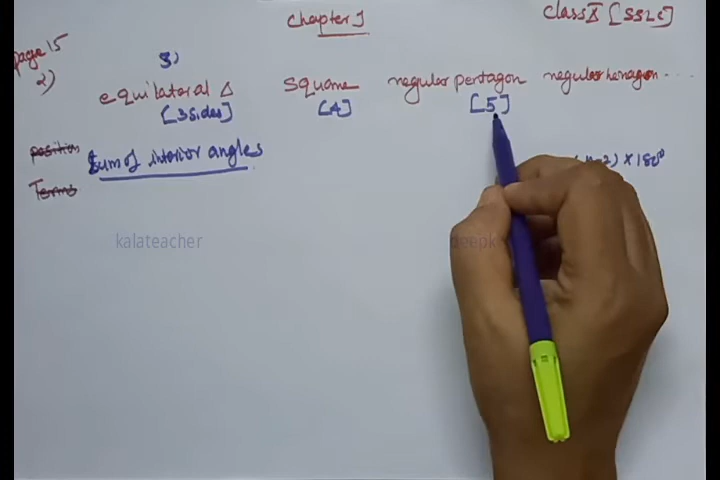 Chapter I
Class X [SSLC]
page 15
2)
3)
equilateral Δ square regular pentagon regular hexagon ...
[3 sides] [4] [5]
position Sum of interior angles
Terms
(n-2) × 180°
kalateacher deepk